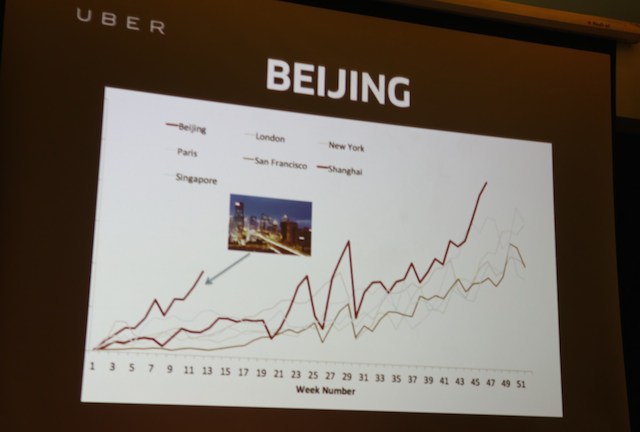 UBER
BEIJING
Beijing London New York
Paris San Francisco Shanghai
Singapore
1 3 5 7 9 11 13 15 17 19 21 23 25 27 29 31 33 35 37 39 41 43 45 47 49 51
Week Number